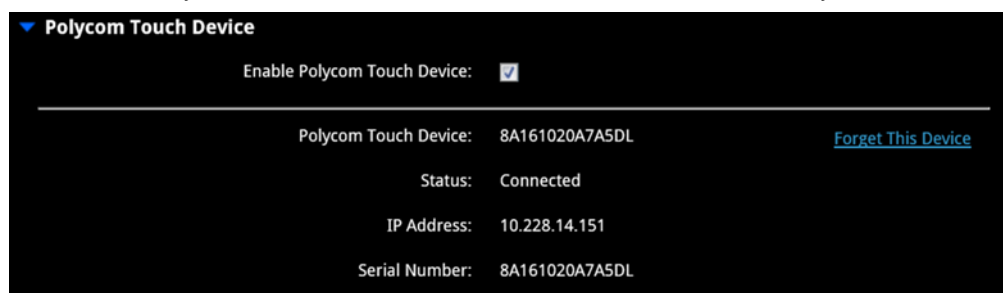 Polycom Touch Device
Enable Polycom Touch Device:
Polycom Touch Device: 8A161020A7A5DL Forget This Device
Status: Connected
IP Address: 10.228.14.151
Serial Number: 8A161020A7A5DL